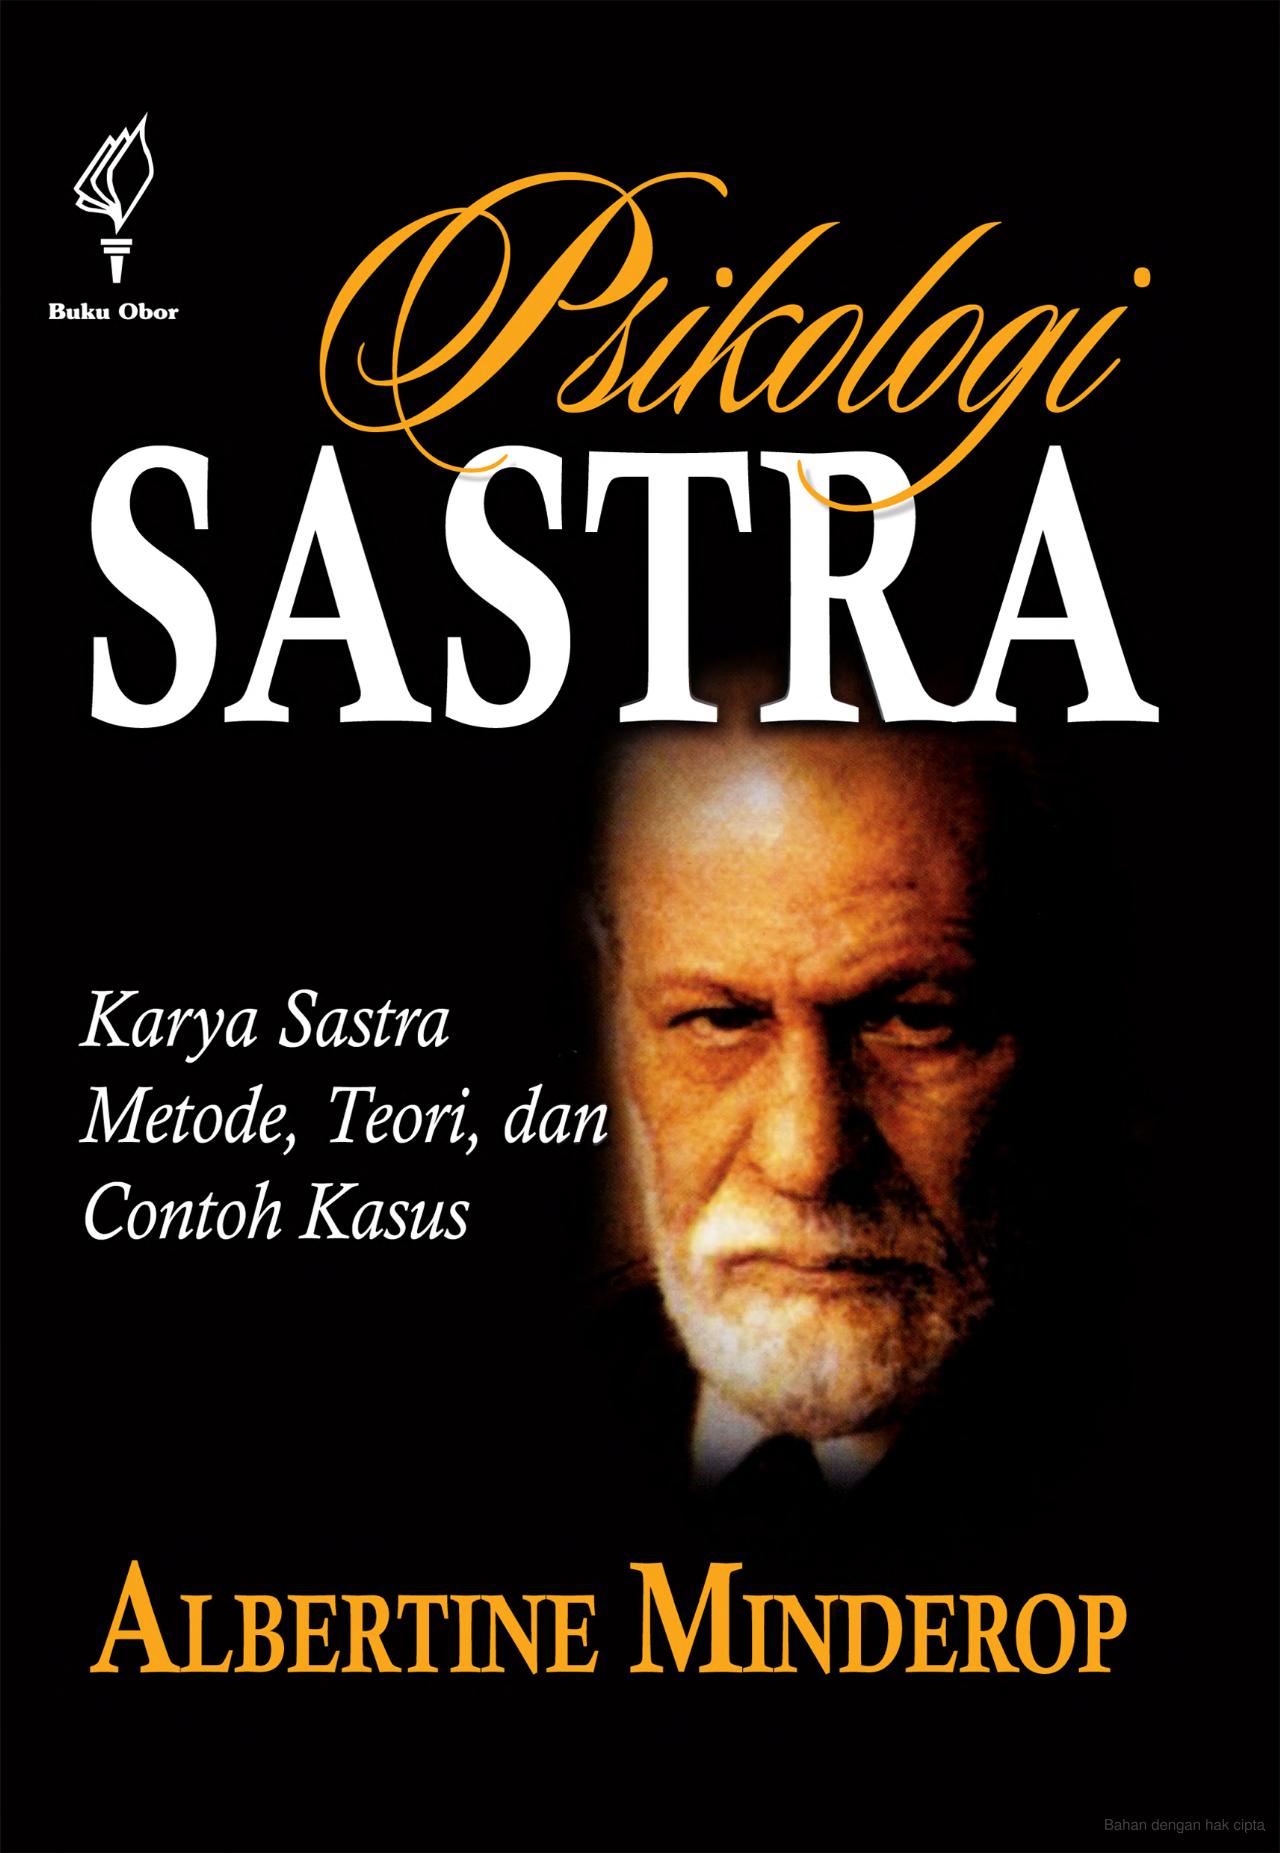 Buku Obor
Psikologi
SASTRA
Karya Sastra
Metode, Teori, dan
Contoh Kasus
ALBERTINE MINDEROP
Bahan dengan hak cipta